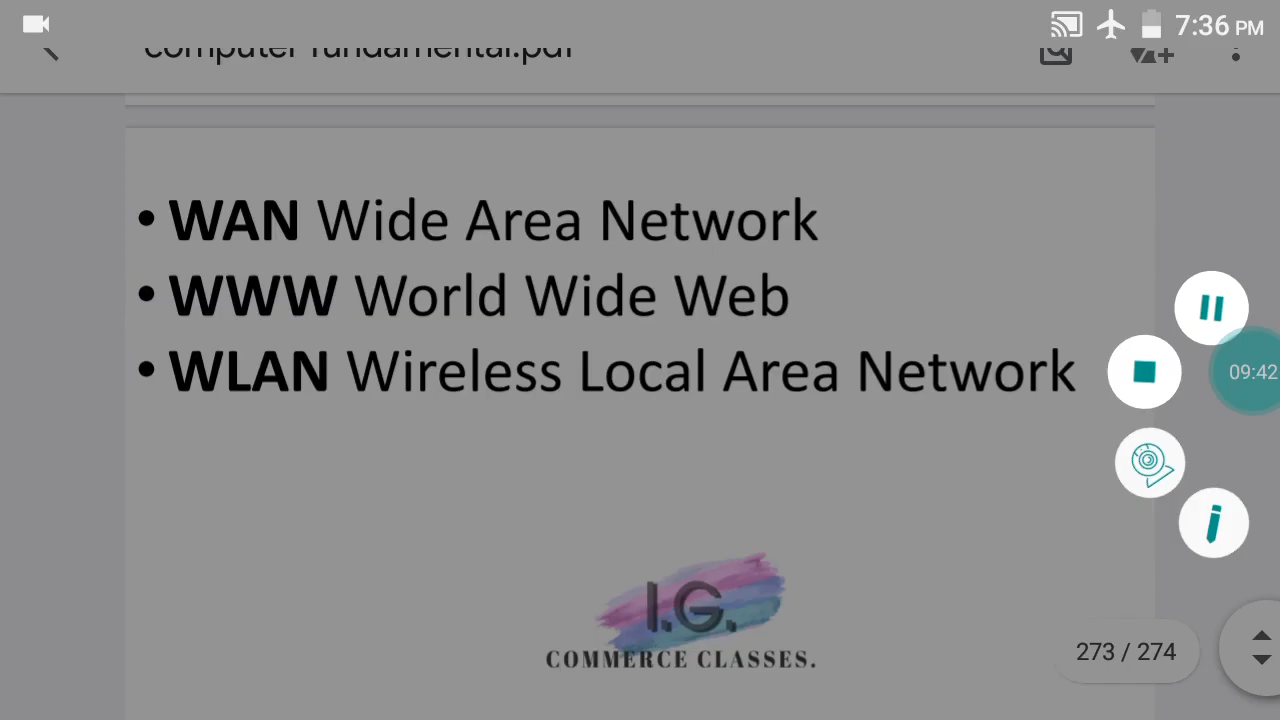 7:36 PM
computer fundamental.pdf
• WAN Wide Area Network
• WWW World Wide Web
• WLAN Wireless Local Area Network
09:42
I.G.
COMMERCE CLASSES.
273 / 274